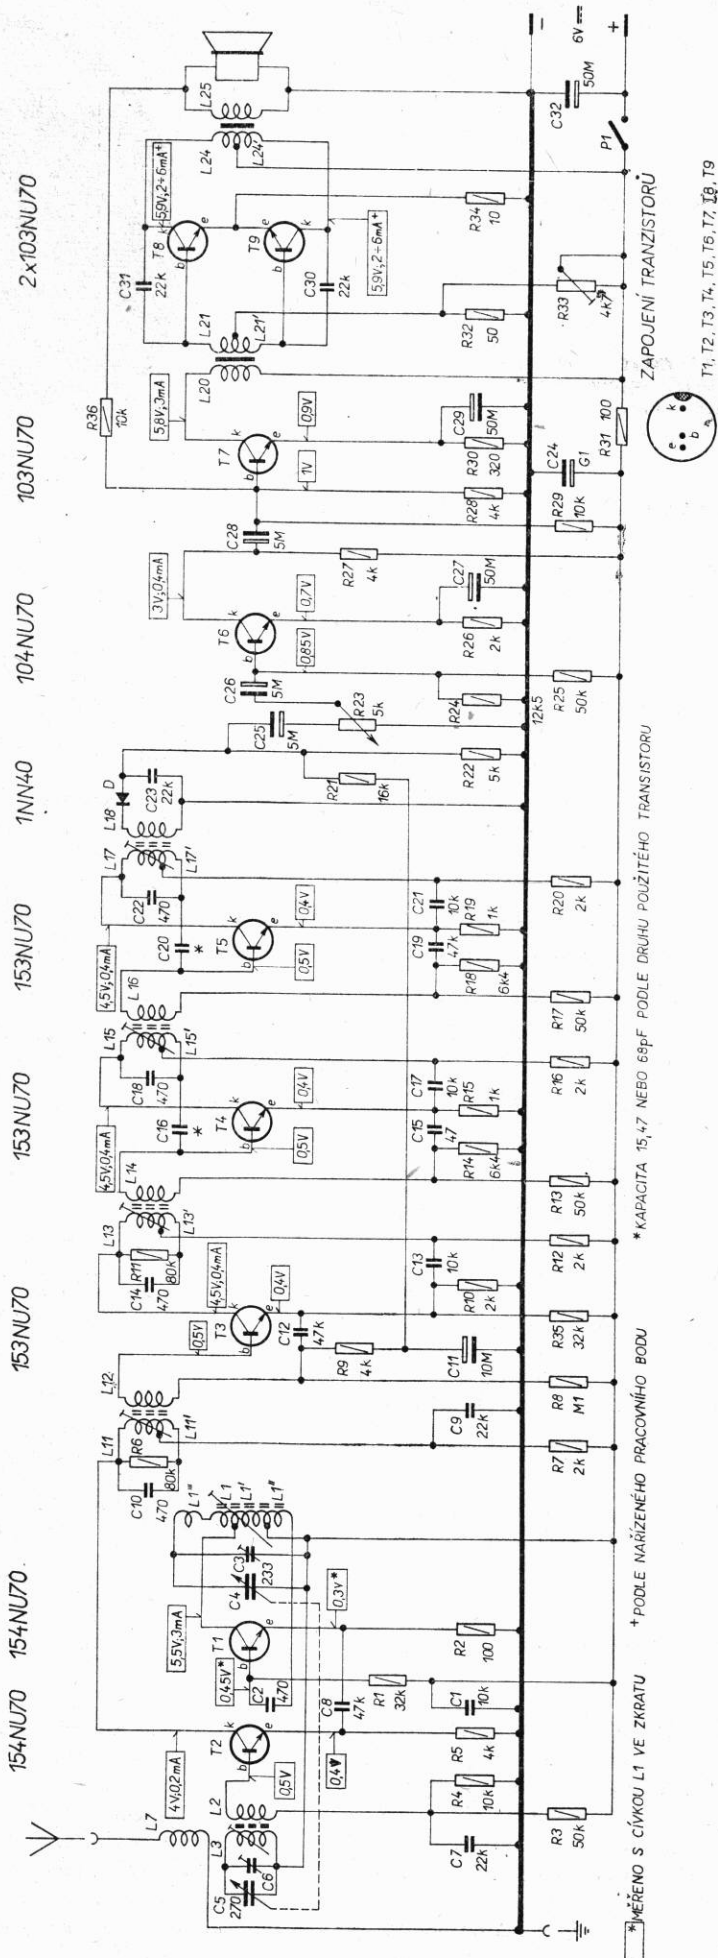 154NU70 154NU70
153NU70
153NU70
153NU70
1NN40
104NU70
103NU70
2x103NU70
L7
C5
270
C6
L3
L2
C7
22k
R4
10k
R3
50k
T2
b
k
e
4V;0,2mA
0,5V
0,4V*
R5
4k
C8
47k
C1
10k
R1
32k
C2
470
0,45V*
T1
b
e
5,5V;3mA
0,3V*
R2
100
C4
C3
233
L1"
L1
L1'
L1"
C10
470
R6
80k
L11
L11'
L12
R7
2k
C9
22k
R8
M1
C11
10M
R9
4k
C12
47k
T3
b
k
e
0,5V
4,5V;0,4mA
0,4V
R35
32k
R10
2k
C13
10k
R12
2k
C14
470
R11
80k
L13
L13'
L14
R13
50k
R14
6k4
C15
47
R15
1k
C17
10k
R16
2k
T4
b
k
e
4,5V;0,4mA
0,5V
0,4V
C16
*
C18
470
L15
L15'
L16
R17
50k
R18
6k4
C19
47k
R19
1k
C21
10k
R20
2k
T5
b
k
e
4,5V;0,4mA
0,5V
0,4V
C20
*
C22
470
L17
L17'
L18
D
C23
22k
R21
16k
R22
5k
C25
5M
R23
5k
C26
5M
R24
12k5
R25
50k
T6
b
k
e
3V;0,4mA
0,85V
0,7V
R26
2k
C27
50M
R27
4k
C28
5M
R28
4k
R29
10k
C24
G1
R30
320
C29
50M
R31 100
T7
b
k
e
5,8V;3mA
1V
0,9V
R36
10k
L20
L21
L21'
R32
50
R33
4k7
R34
10
C31
22k
C30
22k
T8
b
k
e
T9
b
e
k
5,9V;2÷6mA+
5,9V;2÷6mA+
L24
L24'
L25
C32
50M
P1
6V
−
+
ZAPOJENÍ TRANZISTORŮ
e
b
k
T1, T2, T3, T4, T5, T6, T7, T8, T9
*MĚŘENO S CÍVKOU L1 VE ZKRATU
+PODLE NAŘÍZENÉHO PRACOVNÍHO BODU
*KAPACITA 15,47 NEBO 68pF PODLE DRUHU POUŽITÉHO TRANSISTORU